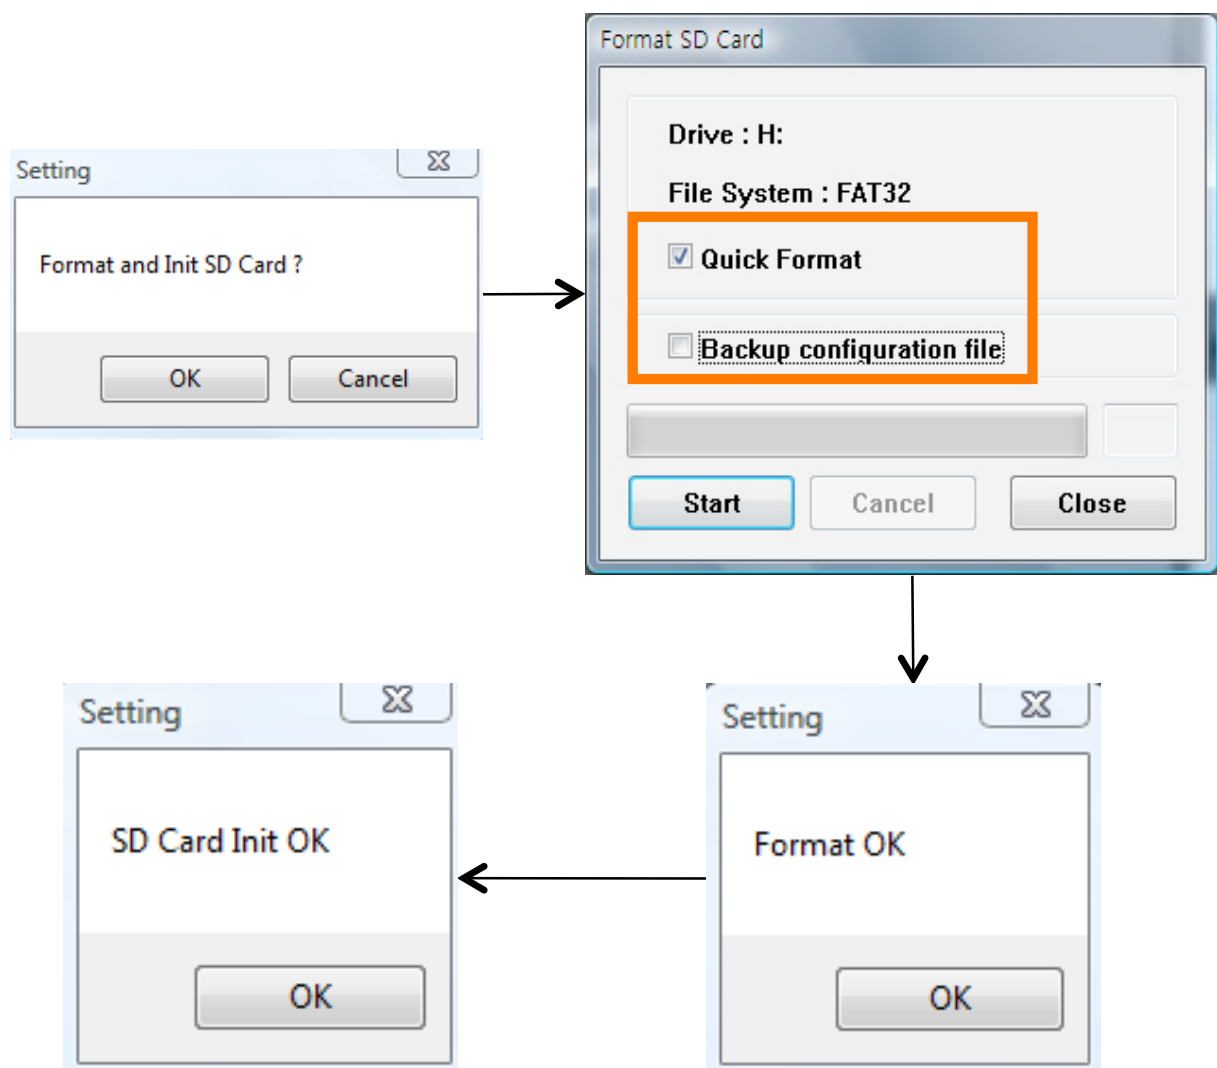 Setting
Format and Init SD Card ?
OK
Cancel
Format SD Card
Drive : H:
File System : FAT32
Quick Format
Backup configuration file
Start
Cancel
Close
Setting
SD Card Init OK
OK
Setting
Format OK
OK